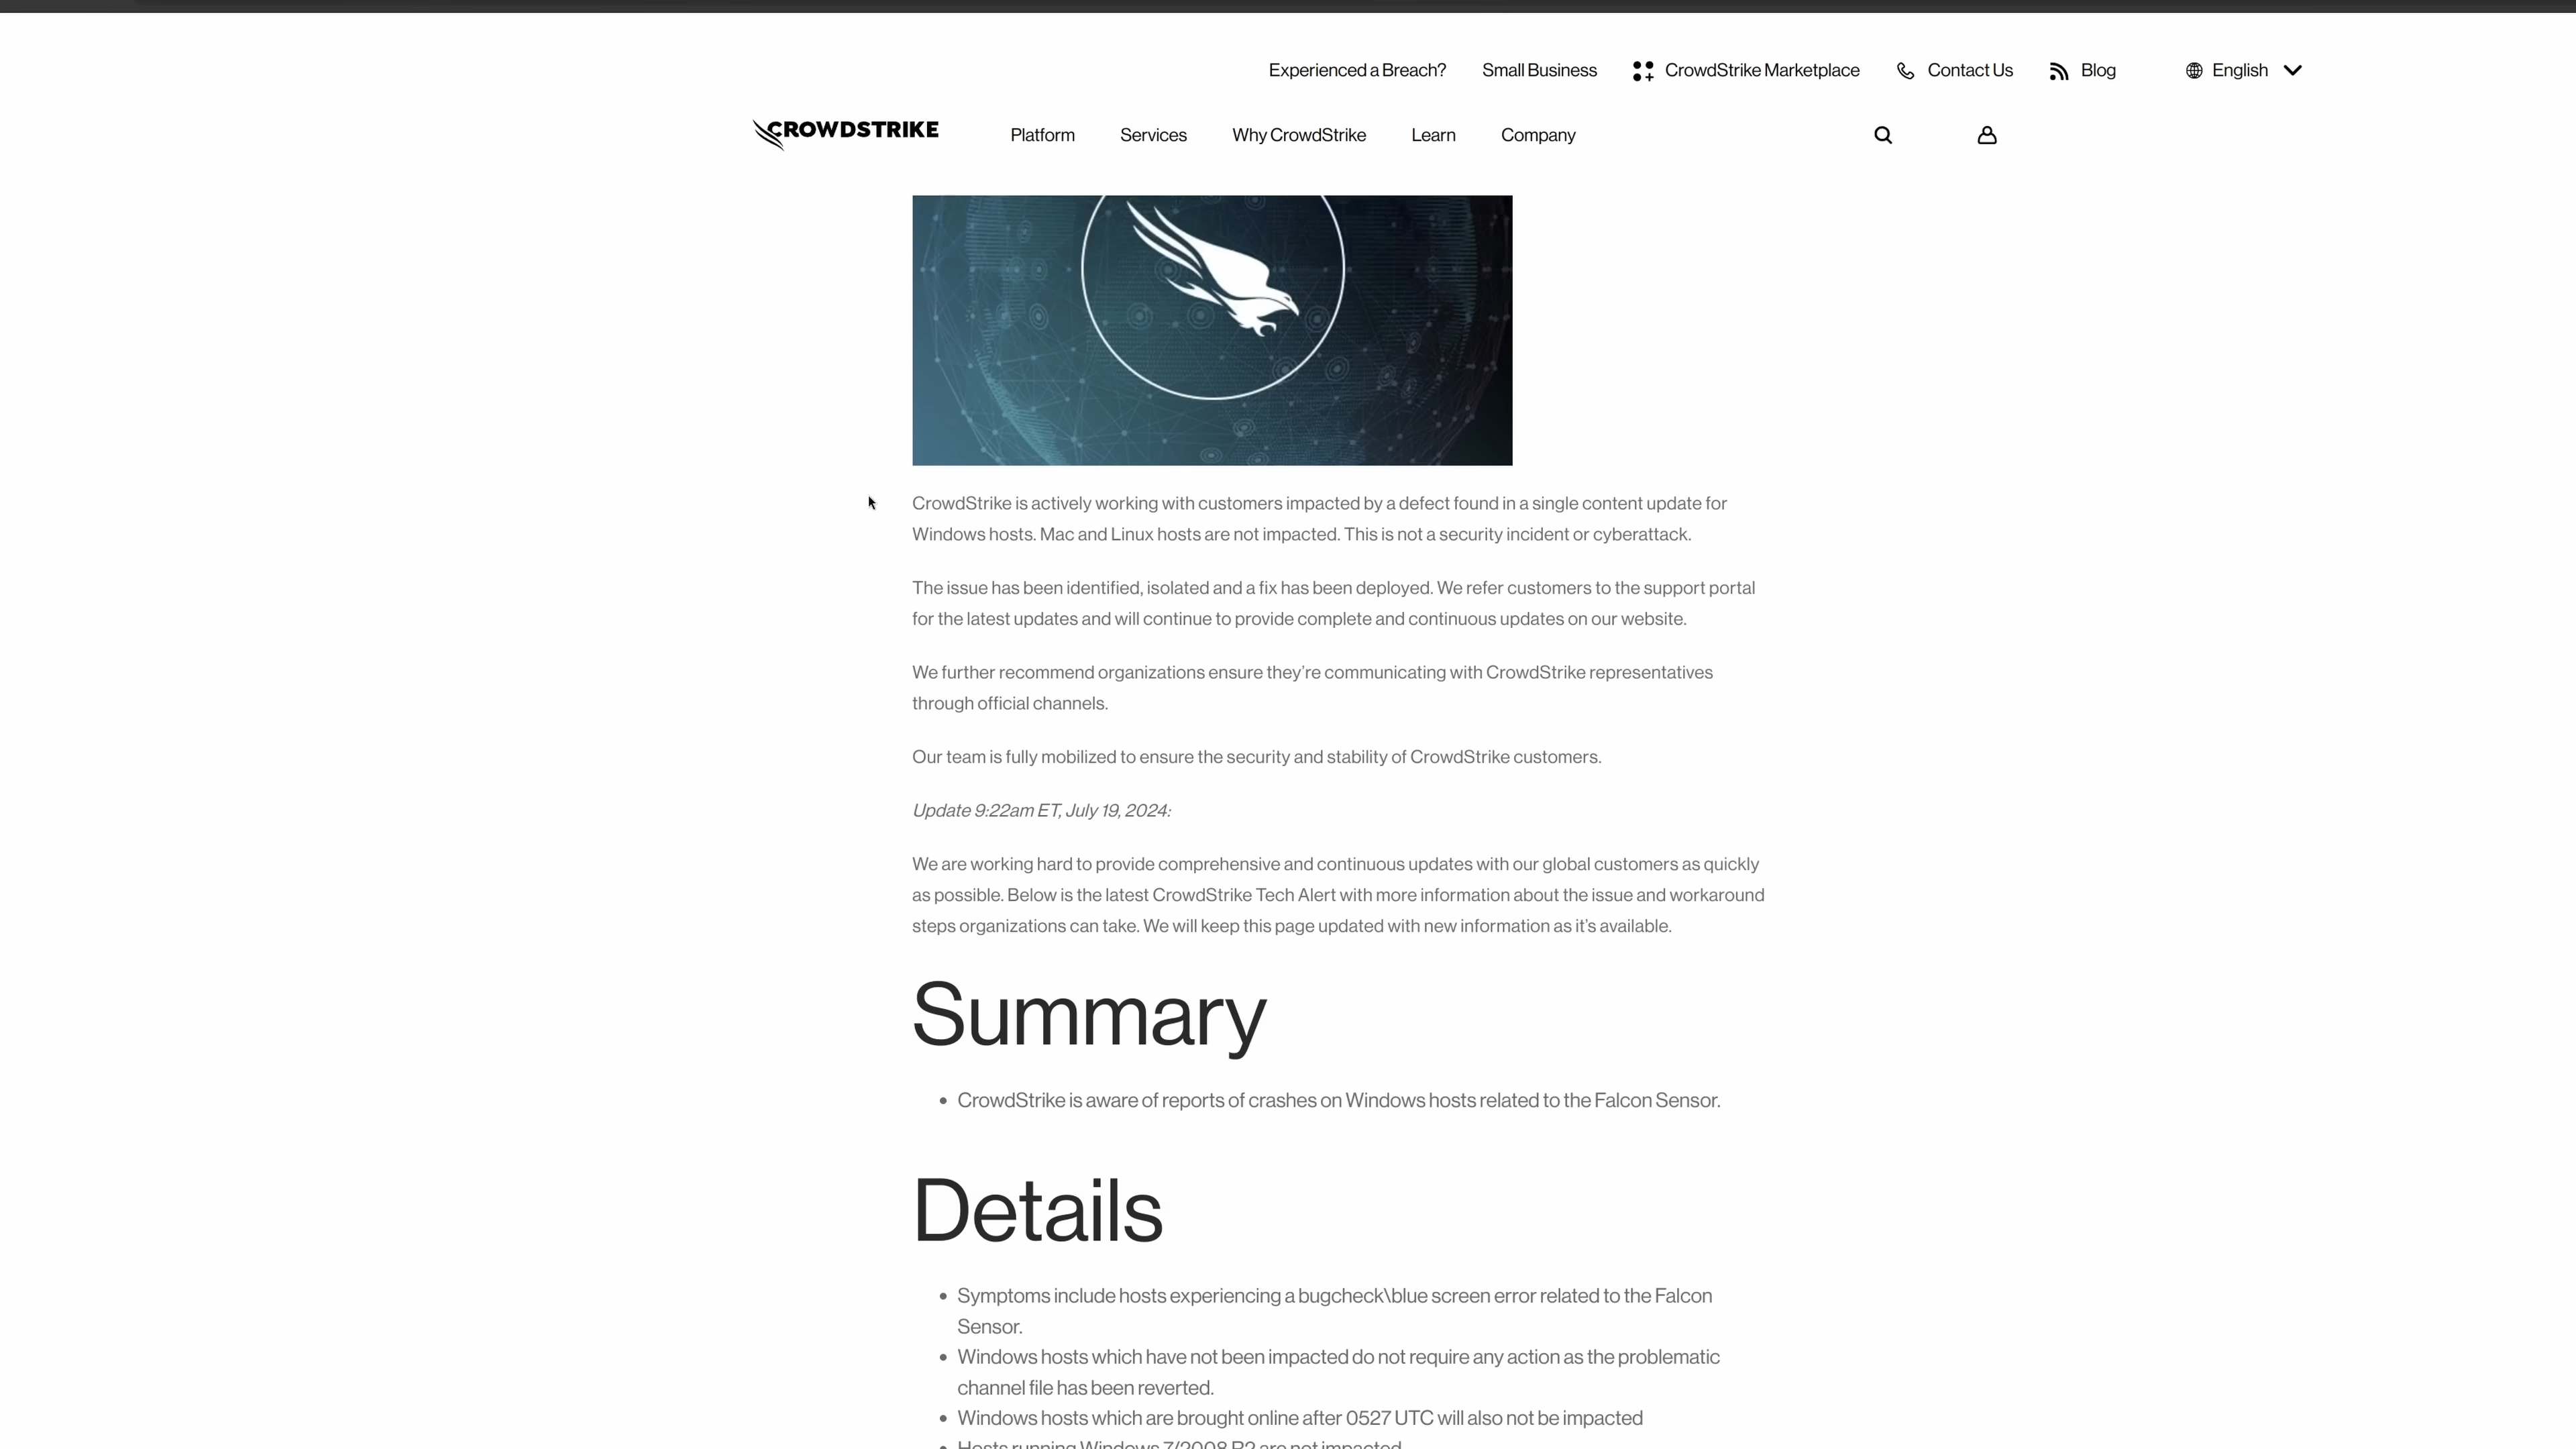 Experienced a Breach? Small Business CrowdStrike Marketplace Contact Us Blog English
CROWDSTRIKE Platform Services Why CrowdStrike Learn Company
CrowdStrike is actively working with customers impacted by a defect found in a single content update for
Windows hosts. Mac and Linux hosts are not impacted. This is not a security incident or cyberattack.
The issue has been identified, isolated and a fix has been deployed. We refer customers to the support portal
for the latest updates and will continue to provide complete and continuous updates on our website.
We further recommend organizations ensure they’re communicating with CrowdStrike representatives
through official channels.
Our team is fully mobilized to ensure the security and stability of CrowdStrike customers.
Update 9:22am ET, July 19, 2024:
We are working hard to provide comprehensive and continuous updates with our global customers as quickly
as possible. Below is the latest CrowdStrike Tech Alert with more information about the issue and workaround
steps organizations can take. We will keep this page updated with new information as it’s available.
Summary
• CrowdStrike is aware of reports of crashes on Windows hosts related to the Falcon Sensor.
Details
• Symptoms include hosts experiencing a bugcheck\blue screen error related to the Falcon
Sensor.
• Windows hosts which have not been impacted do not require any action as the problematic
channel file has been reverted.
• Windows hosts which are brought online after 0527 UTC will also not be impacted
• Hosts running Windows 7/2008 R2 are not impacted